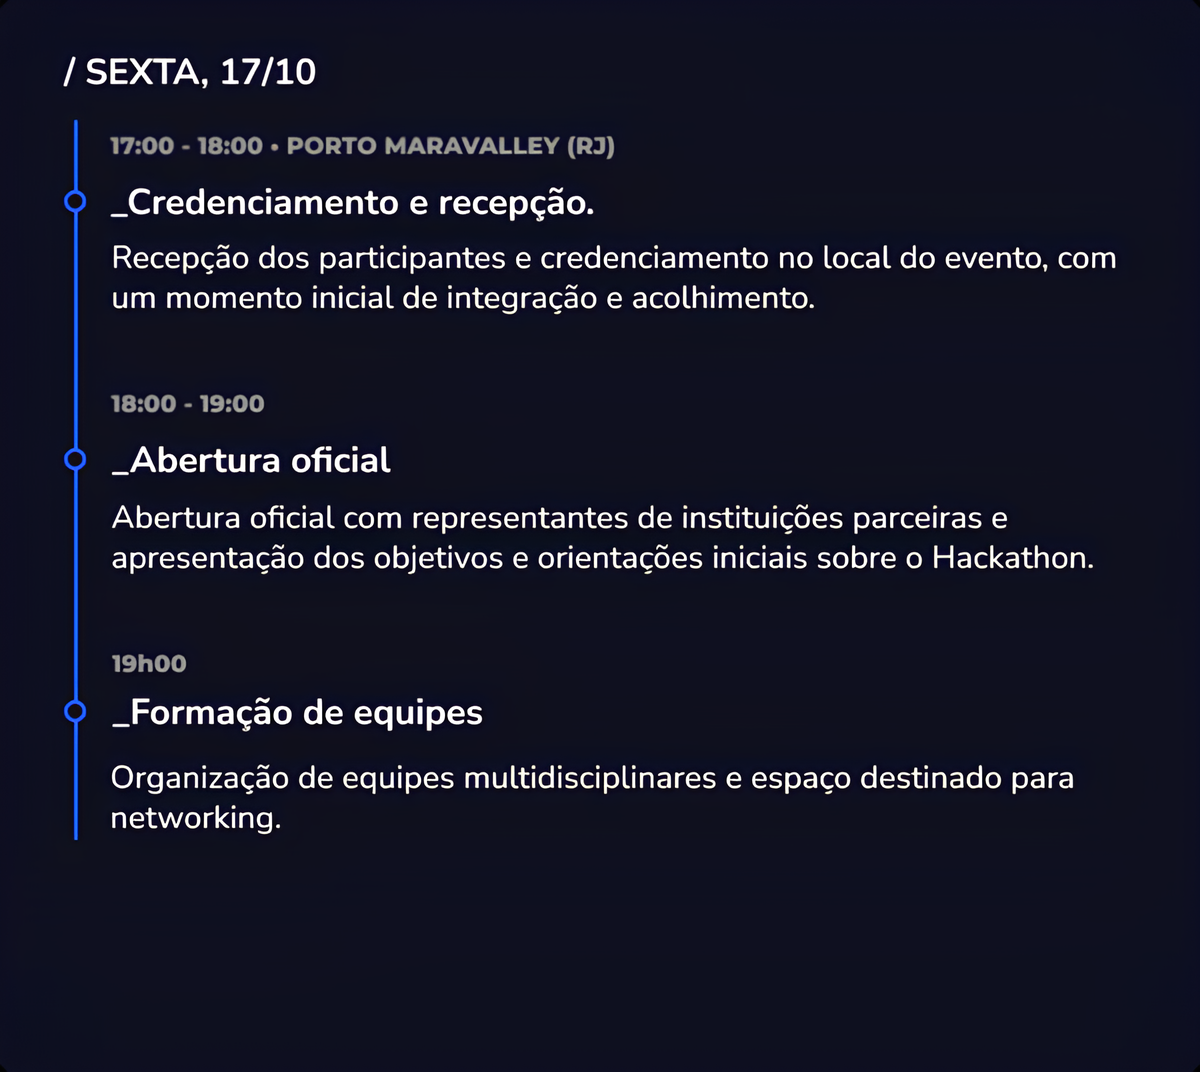 / SEXTA, 17/10
17:00 - 18:00 • PORTO MARAVALLEY (RJ)
_Credenciamento e recepção.
Recepção dos participantes e credenciamento no local do evento, com
um momento inicial de integração e acolhimento.
18:00 - 19:00
_Abertura oficial
Abertura oficial com representantes de instituições parceiras e
apresentação dos objetivos e orientações iniciais sobre o Hackathon.
19h00
_Formação de equipes
Organização de equipes multidisciplinares e espaço destinado para
networking.